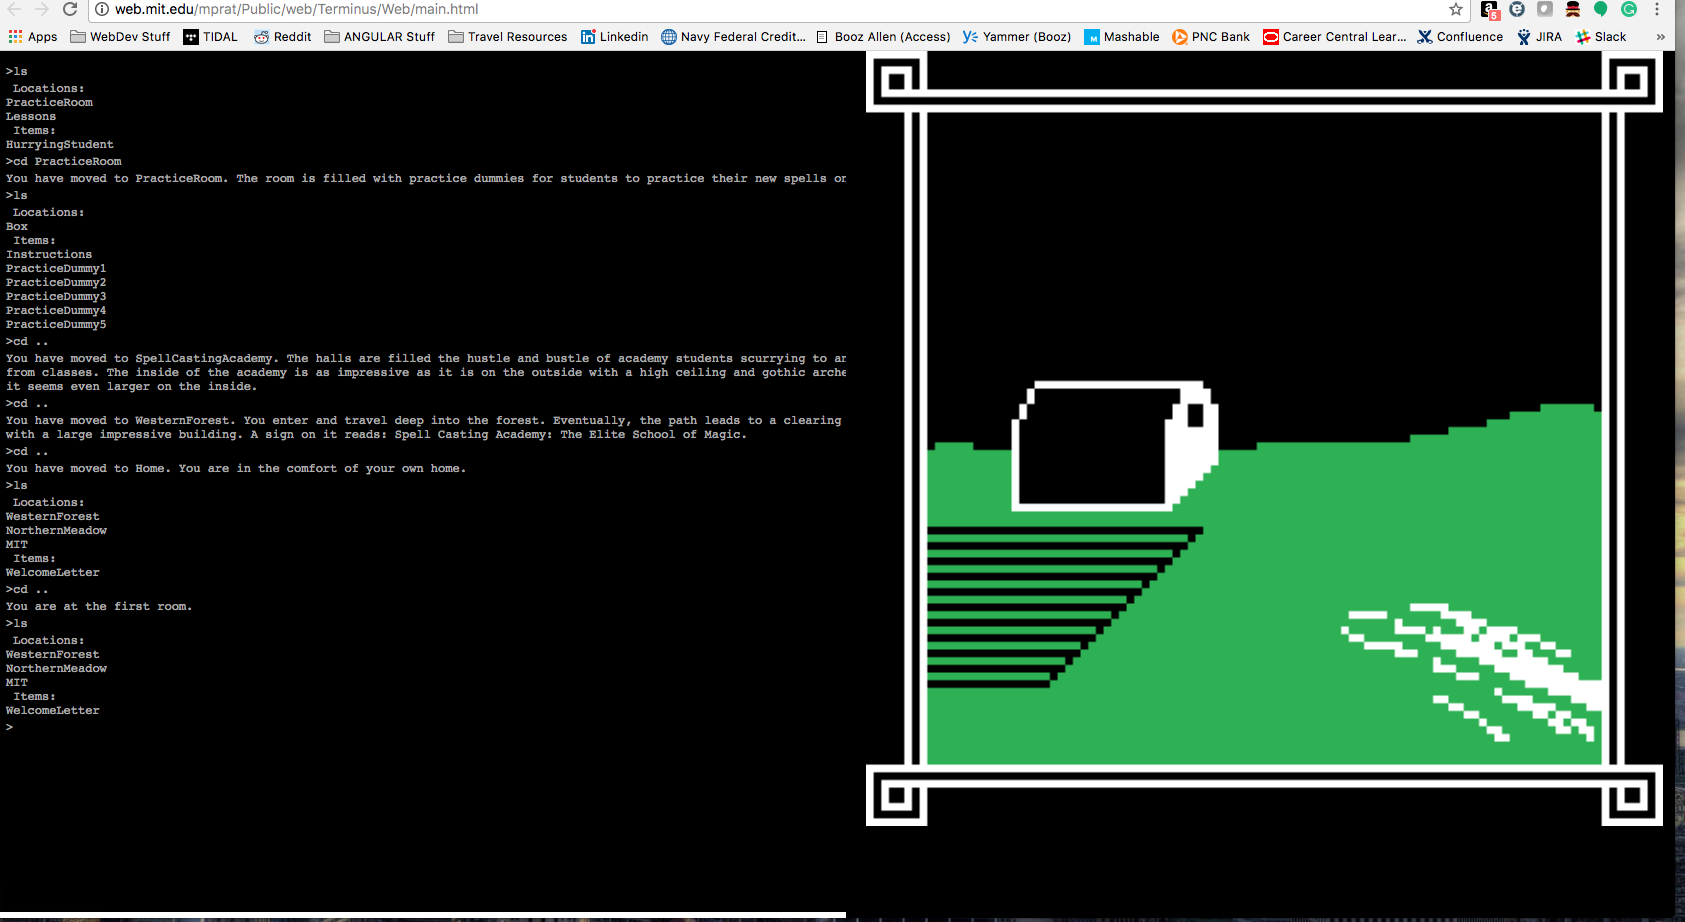 web.mit.edu/mprat/Public/web/Terminus/Web/main.html
5
Apps WebDev Stuff TIDAL Reddit ANGULAR Stuff Travel Resources Linkedin Navy Federal Credit... Booz Allen (Access) Yammer (Booz) Mashable PNC Bank Career Central Lear... Confluence JIRA Slack »
>ls
Locations:
PracticeRoom
Lessons
Items:
HurryingStudent
>cd PracticeRoom
You have moved to PracticeRoom. The room is filled with practice dummies for students to practice their new spells on
>ls
Locations:
Box
Items:
Instructions
PracticeDummy1
PracticeDummy2
PracticeDummy3
PracticeDummy4
PracticeDummy5
>cd ..
You have moved to SpellCastingAcademy. The halls are filled the hustle and bustle of academy students scurrying to an
from classes. The inside of the academy is as impressive as it is on the outside with a high ceiling and gothic arche
it seems even larger on the inside.
>cd ..
You have moved to WesternForest. You enter and travel deep into the forest. Eventually, the path leads to a clearing
with a large impressive building. A sign on it reads: Spell Casting Academy: The Elite School of Magic.
>cd ..
You have moved to Home. You are in the comfort of your own home.
>ls
Locations:
WesternForest
NorthernMeadow
MIT
Items:
WelcomeLetter
>cd ..
You are at the first room.
>ls
Locations:
WesternForest
NorthernMeadow
MIT
Items:
WelcomeLetter
>